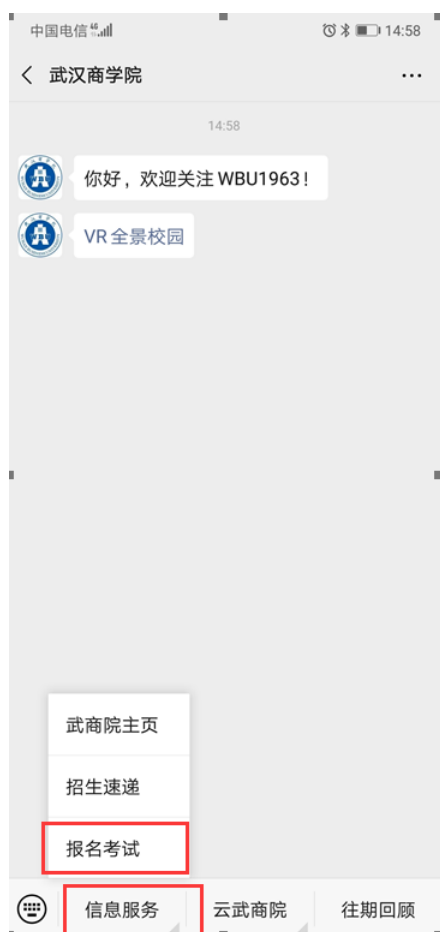 中国电信 46 14:58
武汉商学院
14:58
你好，欢迎关注 WBU1963！
VR 全景校园
武商院主页
招生速递
报名考试
信息服务 云武商院 往期回顾